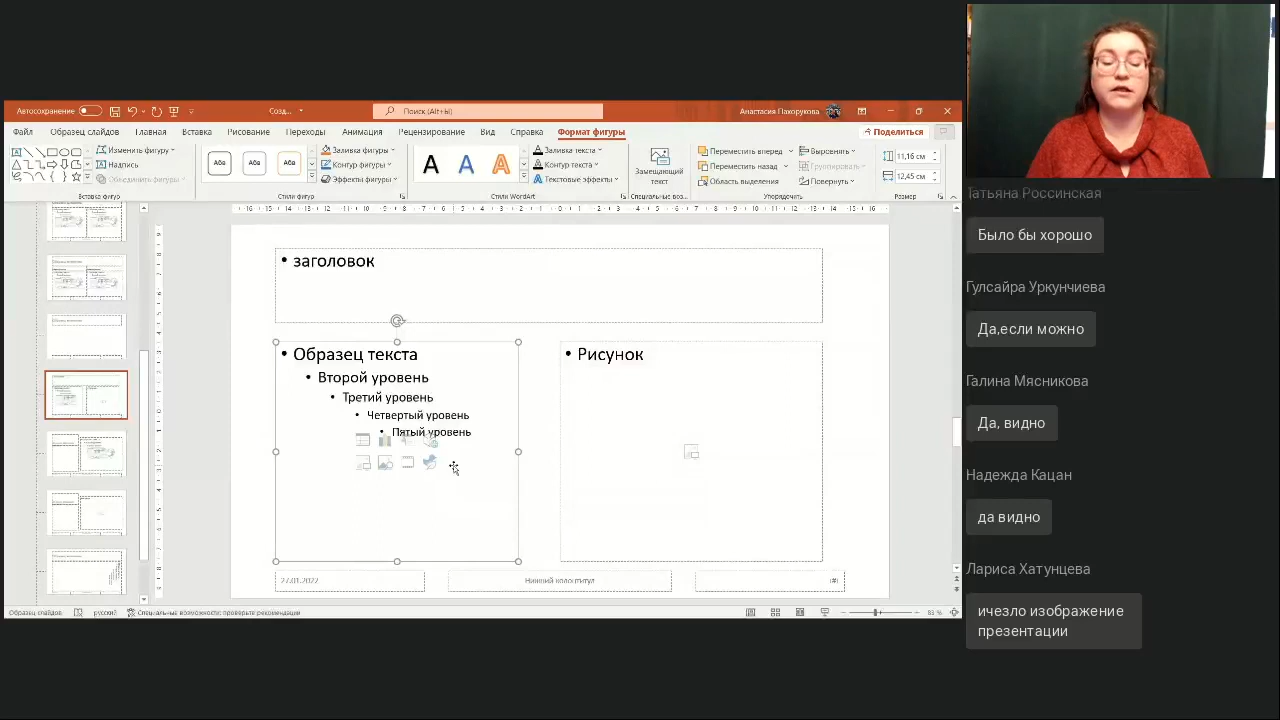 Автосохранение
Созд...
Поиск (Alt+Ы)
Анастасия Пахорукова
Файл Образец слайдов Главная Вставка Рисование Переходы Анимация Рецензирование Вид Справка Формат фигуры Поделиться
Изменить фигуру
Надпись
Объединить фигуры
Вставка фигур
Абв Абв Абв
Заливка фигуры
Контур фигуры
Эффекты фигуры
Стили фигур
А А А
Заливка текста
Контур текста
Текстовые эффекты
Стили WordArt
Замещающий
текст
Специальные воз...
Переместить вперед
Переместить назад
Область выделения
Выровнять
Группировать
Повернуть
Упорядочить
11,16 см
12,45 см
Размер
• заголовок
• Образец текста
• Второй уровень
• Третий уровень
• Четвертый уровень
• Пятый уровень
• Рисунок
27.01.2022
Нижний колонтитул
‹#›
Образец слайдов
русский
Специальные возможности: проверьте рекомендации
Татьяна Россинская
Было бы хорошо
Гулсайра Уркунчиева
Да,если можно
Галина Мясникова
Да, видно
Надежда Кацан
да видно
Лариса Хатунцева
ичезло изображение
презентации